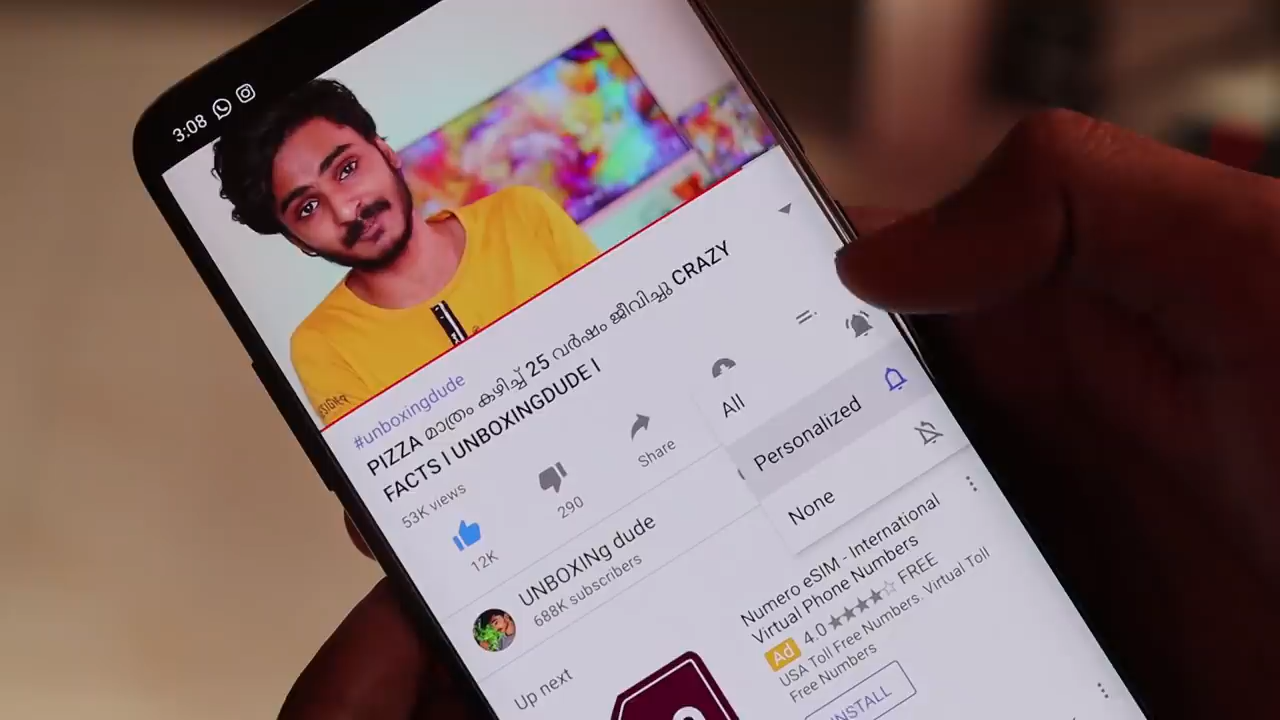 3:08
#unboxingdude
PIZZA മാത്രം കഴിച്ച് 25 വർഷം ജീവിച്ചു CRAZY
FACTS I UNBOXINGDUDE I
53K views
12K
290
Share
All
Personalized
None
UNBOXINg dude
688K subscribers
Up next
Numero eSIM - International
Virtual Phone Numbers
Ad 4.0 FREE
USA Toll Free Numbers. Virtual Toll
Free Numbers
INSTALL